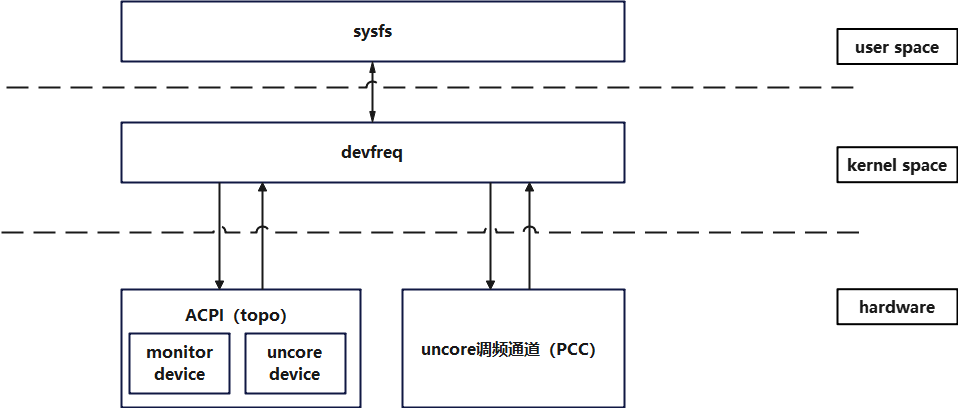 sysfs
user space
devfreq
kernel space
ACPI（topo）
monitor
device
uncore
device
uncore调频通道（PCC）
hardware